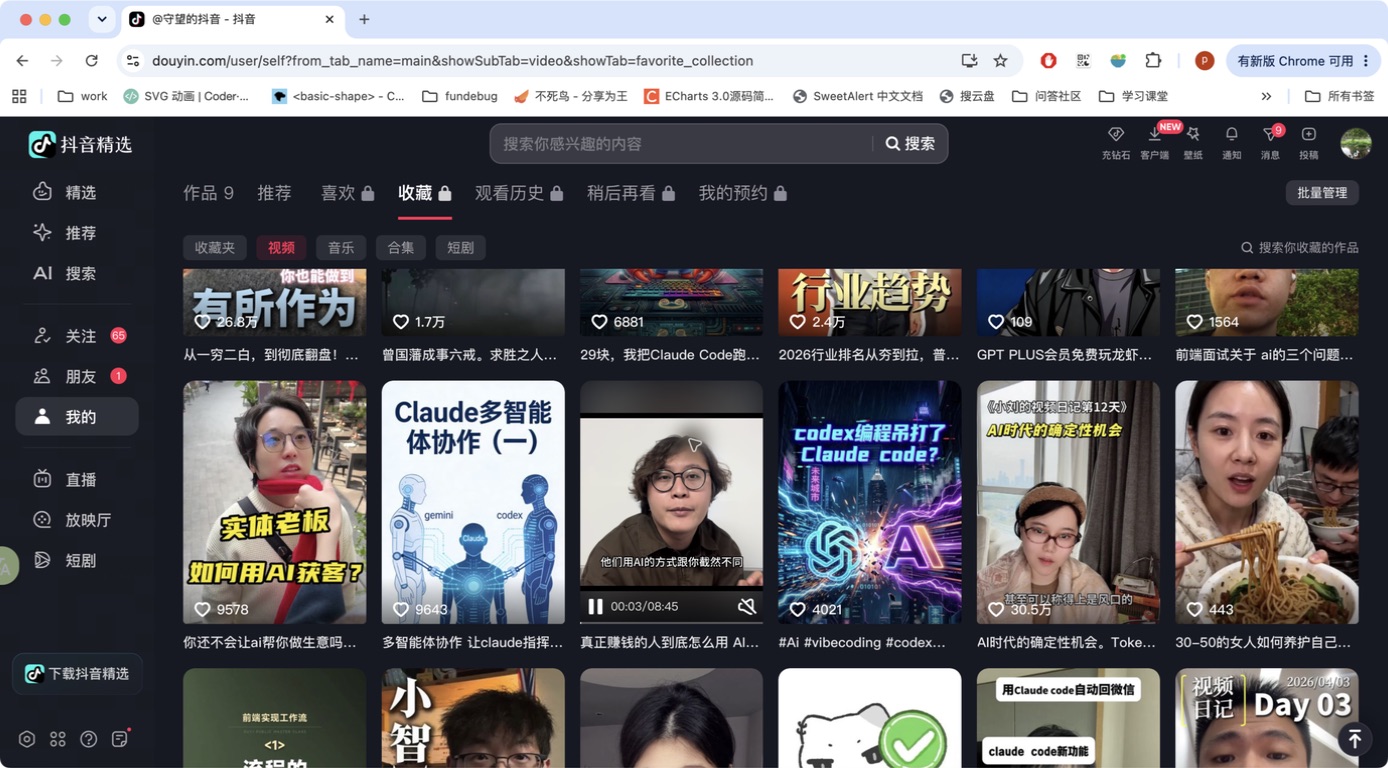 @守望的抖音 - 抖音
douyin.com/user/self?from_tab_name=main&showSubTab=video&showTab=favorite_collection
P
有新版 Chrome 可用
work
SVG 动画 | Coder-...
<basic-shape> - C...
fundebug
不死鸟 - 分享为王
ECharts 3.0源码简...
SweetAlert 中文文档
搜云盘
问答社区
学习课堂
»
所有书签
抖音精选
搜索你感兴趣的内容
搜索
充钻石
客户端
NEW
壁纸
通知
消息
9
投稿
精选
推荐
AI 搜索
关注 65
朋友 1
我的
直播
放映厅
短剧
下载抖音精选
作品 9
推荐
喜欢
收藏
观看历史
稍后再看
我的预约
批量管理
收藏夹
视频
音乐
合集
短剧
搜索你收藏的作品
你也能做到
有所作为
26.8万
1.7万
6881
行业趋势
2.4万
109
1564
从一穷二白，到彻底翻盘！...
曾国藩成事六戒。求胜之人...
29块，我把Claude Code跑...
2026行业排名从夯到拉，普...
GPT PLUS会员免费玩龙虾...
前端面试关于 ai的三个问题...
实体老板
如何用AI获客?
9578
Claude多智能
体协作（一）
gemini
codex
Claude
9643
他们用AI的方式跟你截然不同
00:03/08:45
codex编程吊打了
Claude code?
未来城市
4021
《小刘的视频日记第12天》
AI时代的确定性机会
甚至可以称得上是风口的
30.5万
443
你还不会让ai帮你做生意吗...
多智能体协作 让claude指挥...
真正赚钱的人到底怎么用 AI...
#Ai #vibecoding #codex...
AI时代的确定性机会。Toke...
30-50的女人如何养护自己...
前端实现工作流
<1>
流程的
小
智
用Claude code自动回微信
claude code新功能
视频
日记
2026/04/03
Day 03